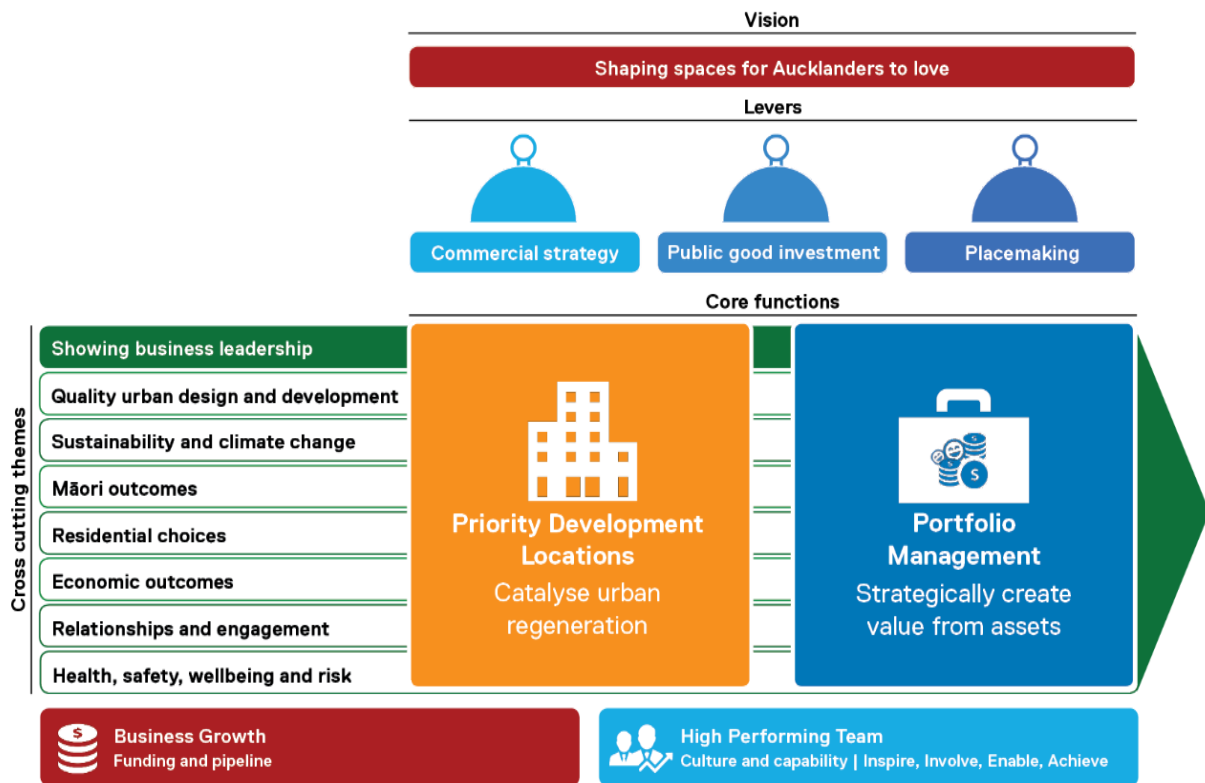 Vision
Shaping spaces for Aucklanders to love
Levers
Commercial strategy
Public good investment
Placemaking
Core functions
Cross cutting themes
Showing business leadership
Quality urban design and development
Sustainability and climate change
Māori outcomes
Residential choices
Economic outcomes
Relationships and engagement
Health, safety, wellbeing and risk
Priority Development
Locations
Catalyse urban
regeneration
$
Portfolio
Management
Strategically create
value from assets
$
Business Growth
Funding and pipeline
High Performing Team
Culture and capability | Inspire, Involve, Enable, Achieve